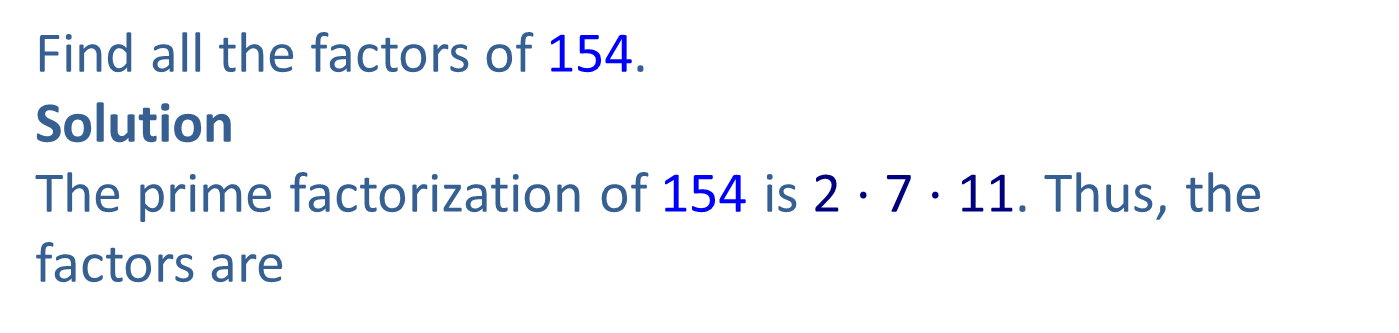 Find all the factors of 154.
Solution
The prime factorization of 154 is 2 · 7 · 11. Thus, the
factors are